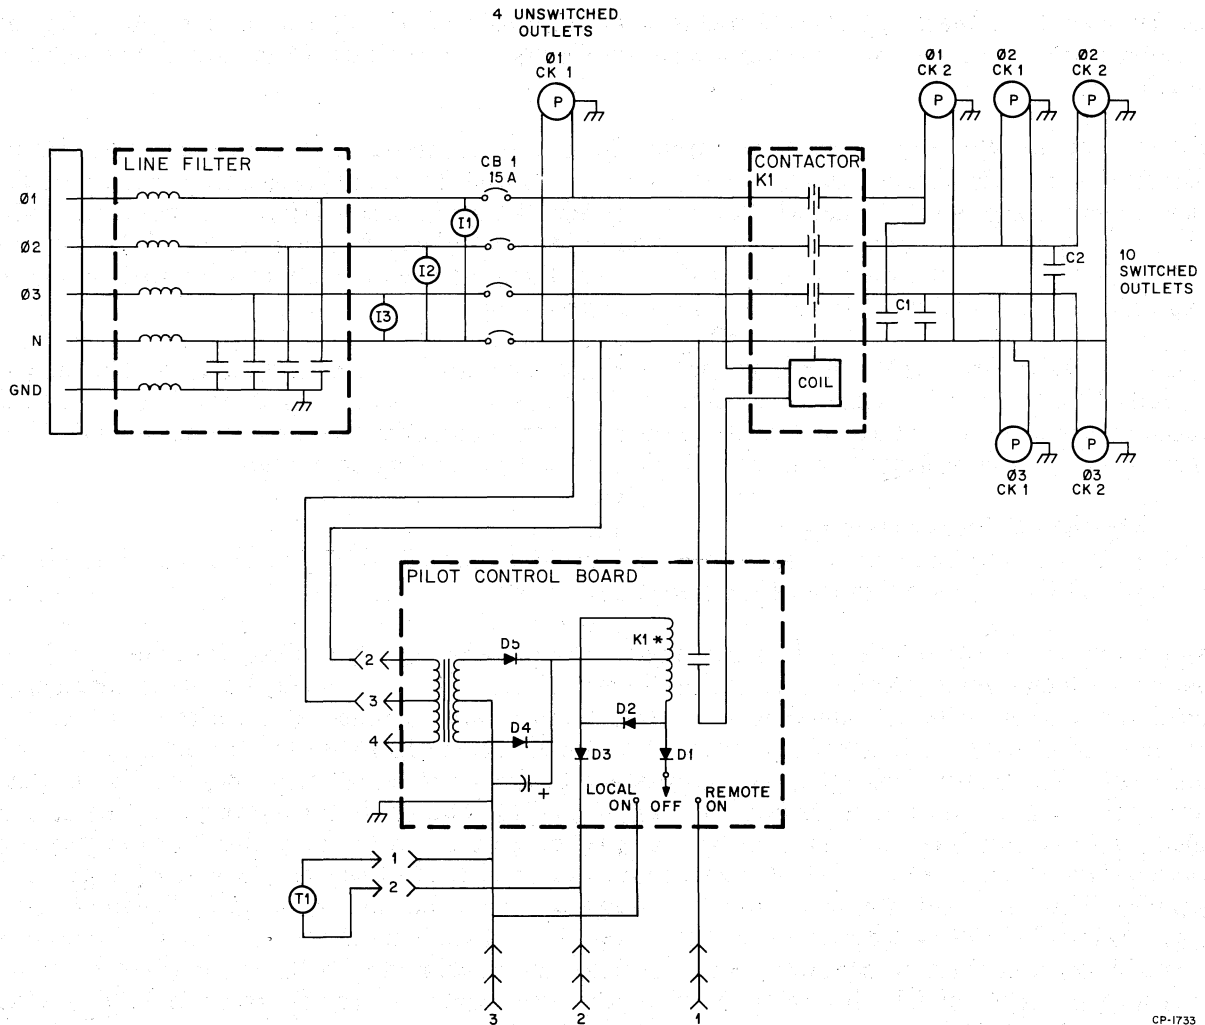 4 UNSWITCHED
OUTLETS
Ø1
CK 1
P
Ø1
CK 2
P
Ø2
CK 1
P
Ø2
CK 2
P
LINE FILTER
CB 1
15 A
CONTACTOR
K1
Ø1
I1
Ø2
I2
C2
10
SWITCHED
OUTLETS
Ø3
I3
C1
N
GND
COIL
P
Ø3
CK 1
P
Ø3
CK 2
PILOT CONTROL BOARD
K1 *
D5
2
3
D2
D4
4
D3
D1
+
LOCAL
ON
OFF
REMOTE
ON
1
2
T1
3
2
1
CP-1733